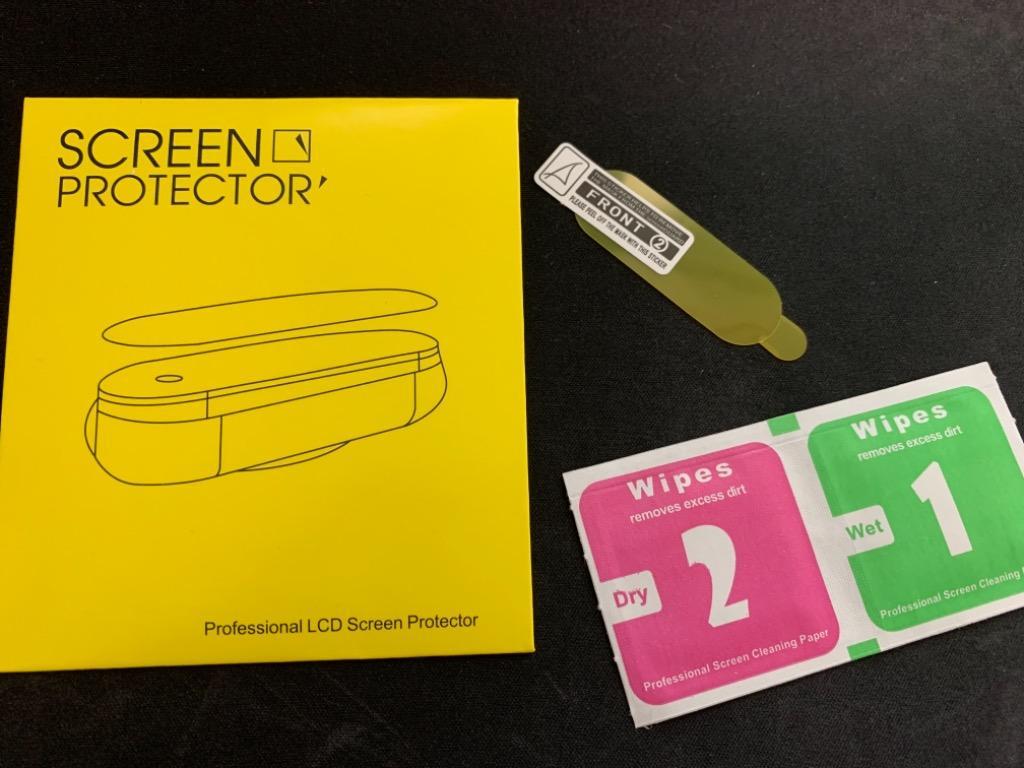 SCREEN
PROTECTOR'
Professional LCD Screen Protector
FRONT 2
PLEASE PEEL OFF THE MASK WITH THIS STICKER
Wipes
removes excess dirt
2
Dry
Professional Screen Cleaning Paper
Wipes
removes excess dirt
1
Wet
Professional Screen Cleaning